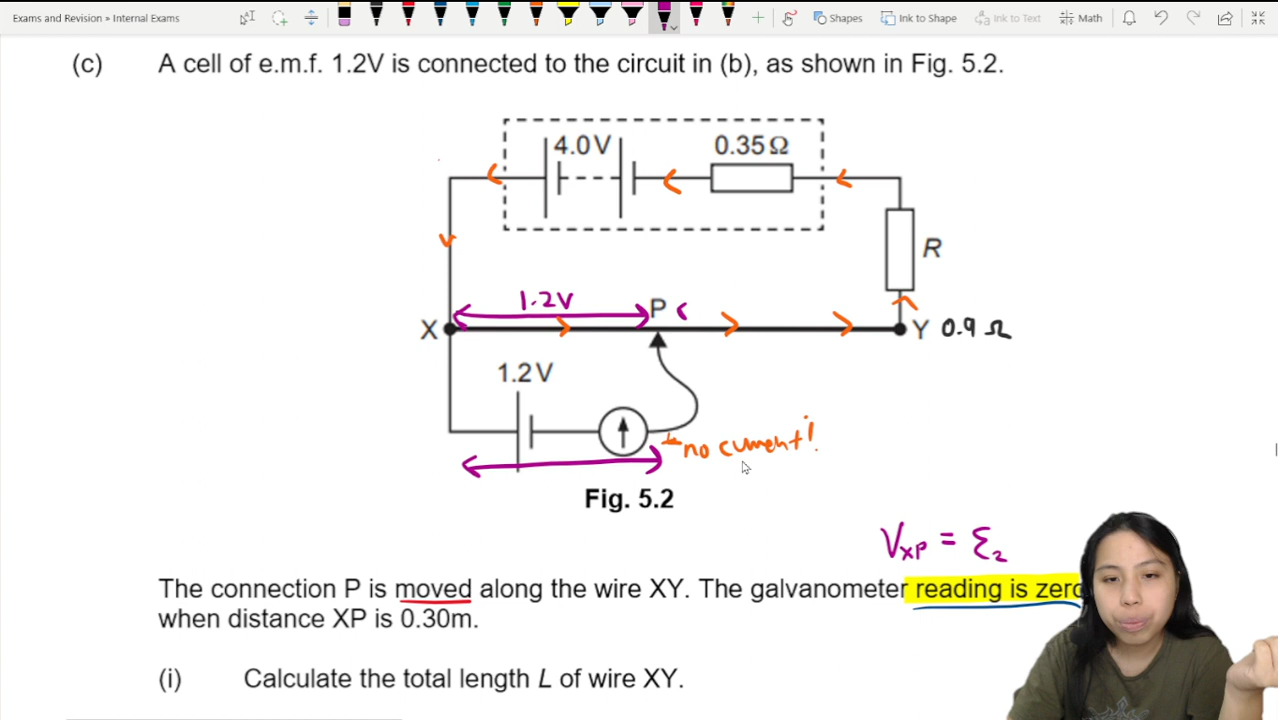 Exams and Revision » Internal Exams
Shapes
Ink to Shape
Ink to Text
Math
(c) A cell of e.m.f. 1.2V is connected to the circuit in (b), as shown in Fig. 5.2.
4.0V
0.35Ω
R
1.2V
P
X
Y
0.9 Ω
1.2V
no current!
Fig. 5.2
VXP = Ɛ2
The connection P is moved along the wire XY. The galvanometer reading is zero
when distance XP is 0.30m.
(i) Calculate the total length L of wire XY.